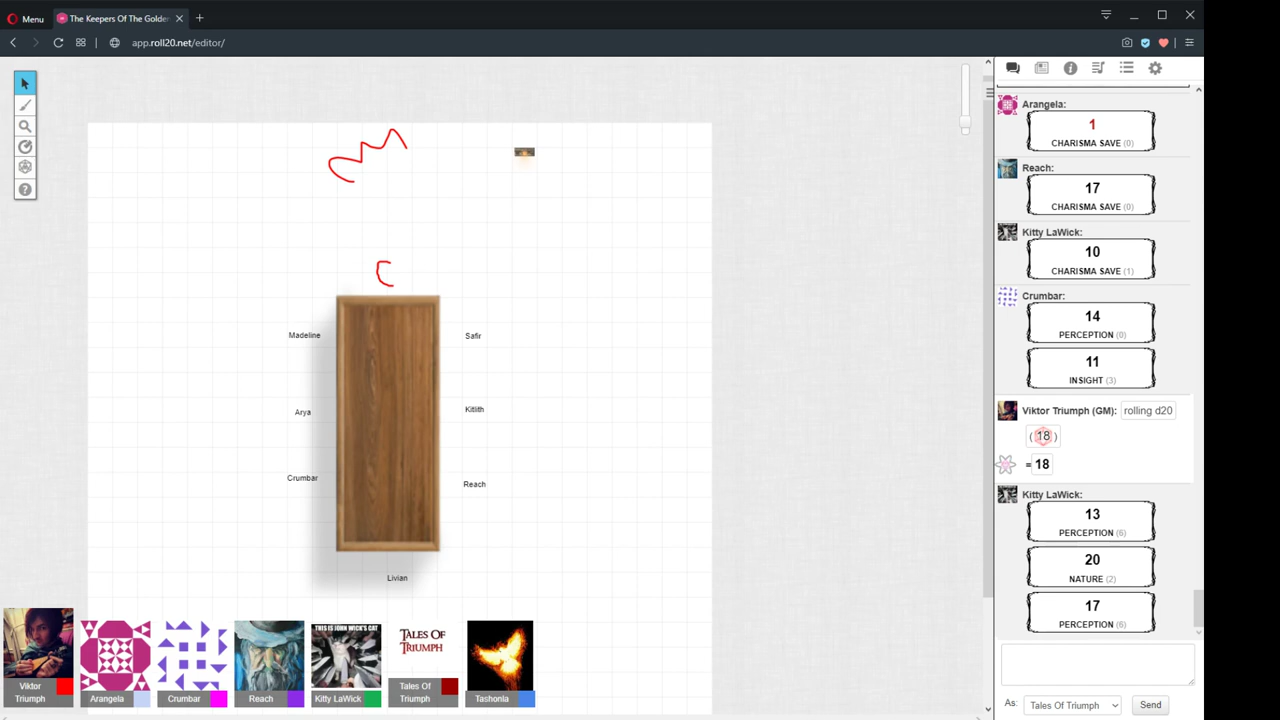 Menu
The Keepers Of The Golde
app.roll20.net/editor/
Arangela:
1
CHARISMA SAVE (0)
Reach:
17
CHARISMA SAVE (0)
Kitty LaWick:
10
CHARISMA SAVE (1)
Crumbar:
14
PERCEPTION (0)
11
INSIGHT (3)
Viktor Triumph (GM): rolling d20
(18)
= 18
Kitty LaWick:
13
PERCEPTION (6)
20
NATURE (2)
17
PERCEPTION (6)
As: Tales Of Triumph Send
C
Madeline
Safir
Arya
Kitlith
Crumbar
Reach
Livian
THIS IS JOHN WICK'S CAT
TALES OF
TRIUMPH
Viktor
Triumph
Arangela
Crumbar
Reach
Kitty LaWick
Tales Of
Triumph
Tashonla